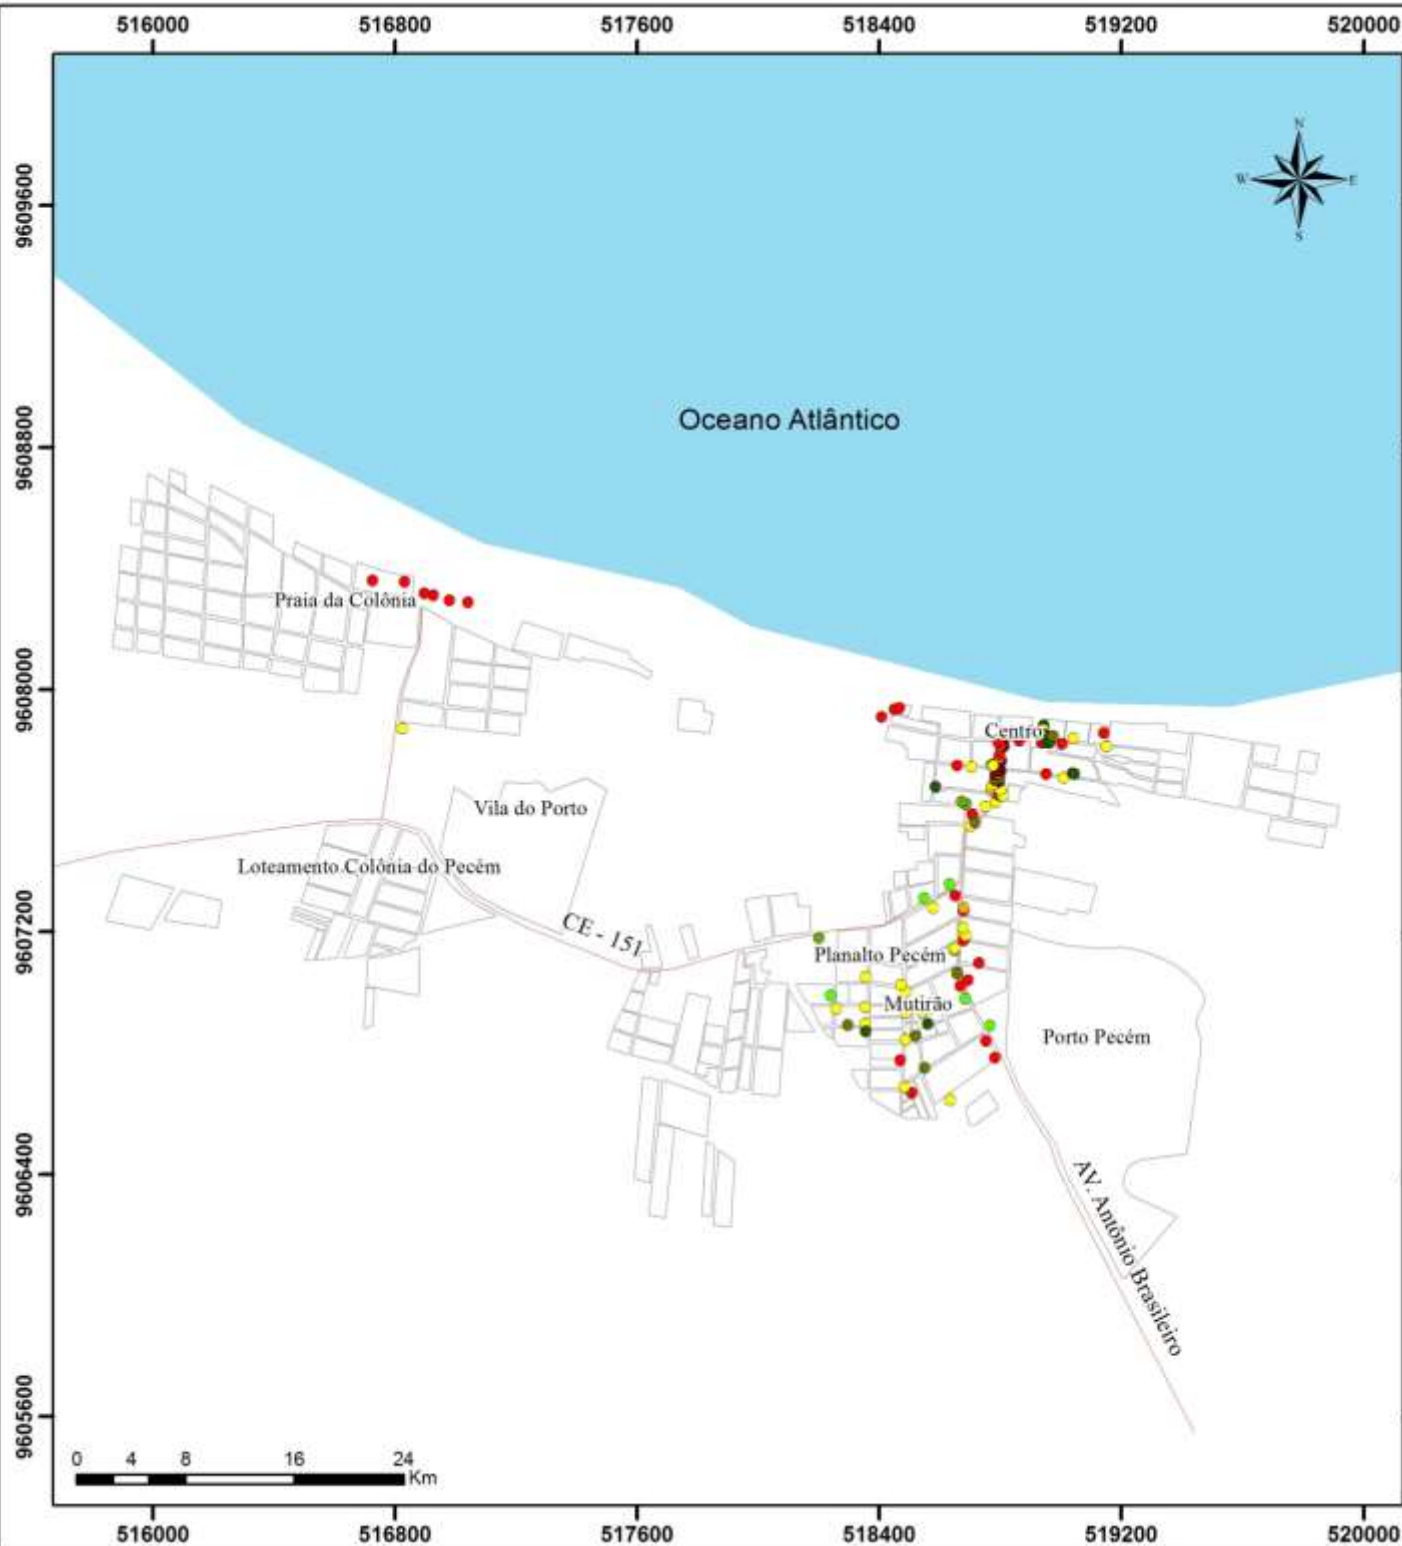 516000 516800 517600 518400 519200 520000
N
W E
S
9609600
Oceano Atlântico
9608800
Praia da Colônia
9608000
Centro
Vila do Porto
Loteamento Colônia do Pecém
CE - 151
9607200
Planalto Pecém
Mutirão
Porto Pecém
9606400
AV. Antônio Brasileiro
9605600
0 4 8 16 24
Km
516000 516800 517600 518400 519200 520000